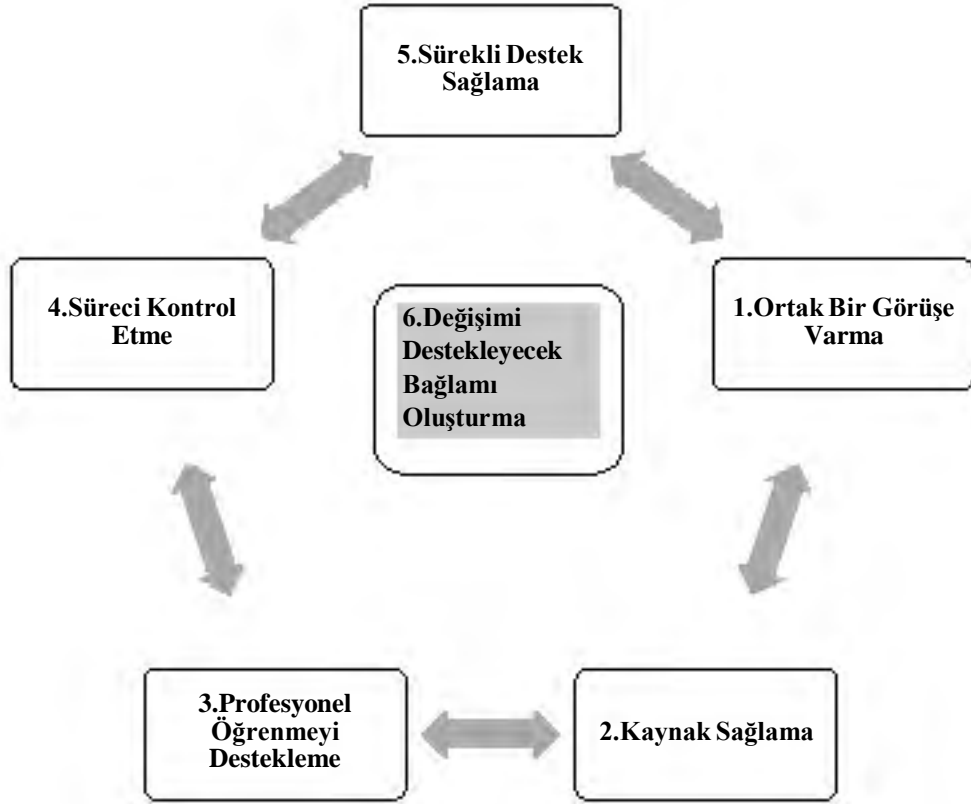 5.Sürekli Destek
Sağlama
4.Süreci Kontrol
Etme
6.Değişimi
Destekleyecek
Bağlamı
Oluşturma
1.Ortak Bir Görüşe
Varma
3.Profesyonel
Öğrenmeyi
Destekleme
2.Kaynak Sağlama